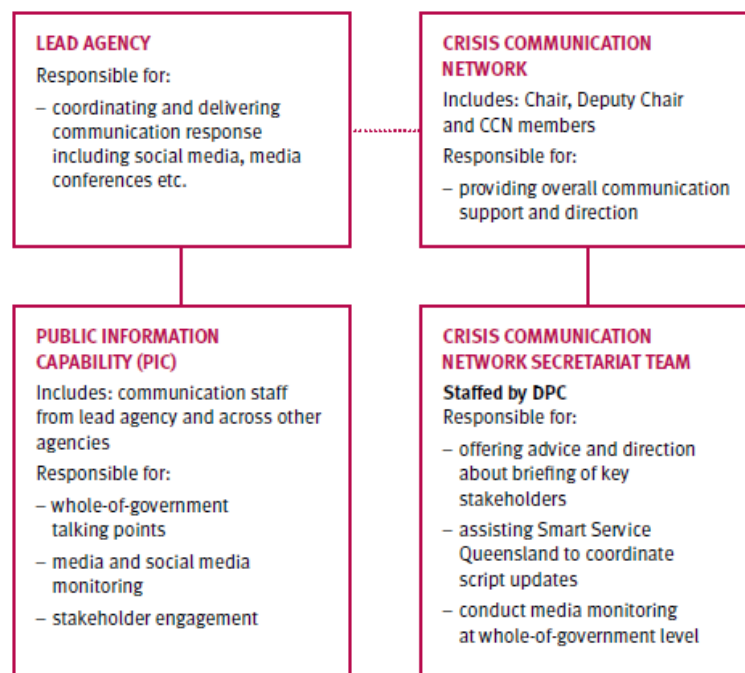 LEAD AGENCY
Responsible for:
– coordinating and delivering
communication response
including social media, media
conferences etc.
CRISIS COMMUNICATION
NETWORK
Includes: Chair, Deputy Chair
and CCN members
Responsible for:
– providing overall communication
support and direction
PUBLIC INFORMATION
CAPABILITY (PIC)
Includes: communication staff
from lead agency and across other
agencies
Responsible for:
– whole-of-government
talking points
– media and social media
monitoring
– stakeholder engagement
CRISIS COMMUNICATION
NETWORK SECRETARIAT TEAM
Staffed by DPC
Responsible for:
– offering advice and direction
about briefing of key
stakeholders
– assisting Smart Service
Queensland to coordinate
script updates
– conduct media monitoring
at whole-of-government level